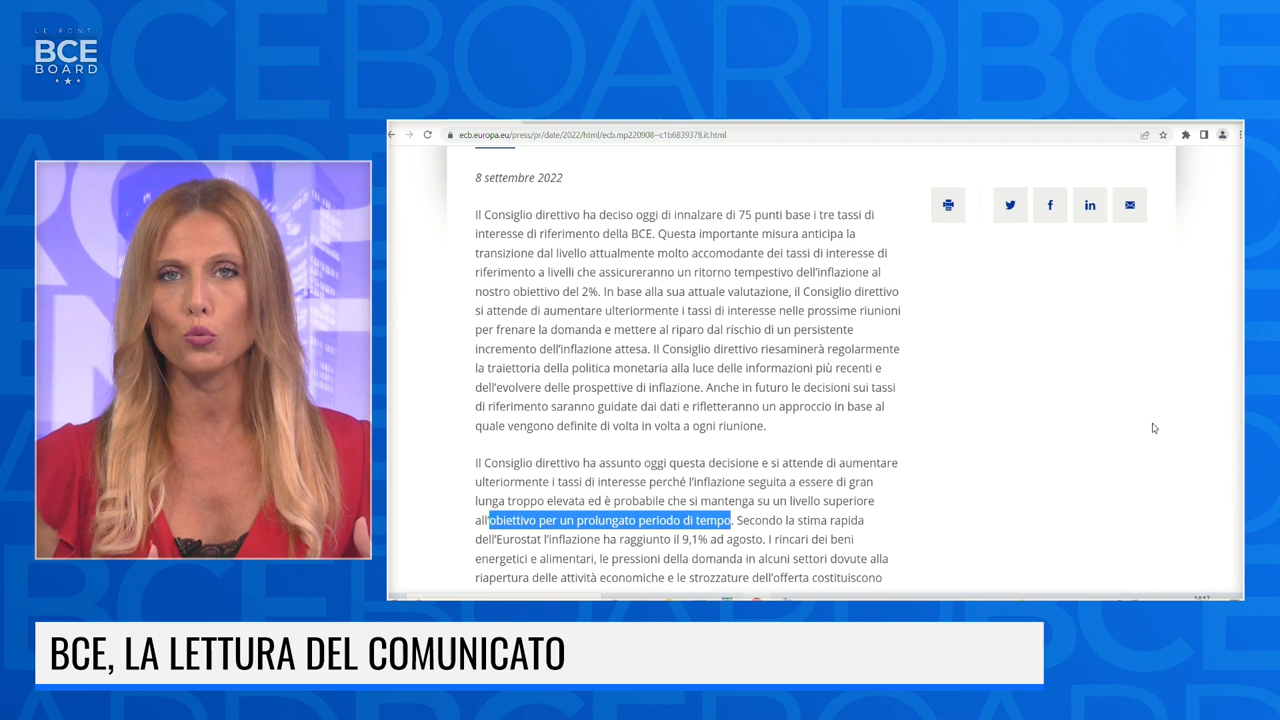 LE FONTI
BCE
BOARD
ecb.europa.eu/press/pr/date/2022/html/ecb.mp220908~c1b6839378.it.html
8 settembre 2022
Il Consiglio direttivo ha deciso oggi di innalzare di 75 punti base i tre tassi di
interesse di riferimento della BCE. Questa importante misura anticipa la
transizione dal livello attualmente molto accomodante dei tassi di interesse di
riferimento a livelli che assicureranno un ritorno tempestivo dell'inflazione al
nostro obiettivo del 2%. In base alla sua attuale valutazione, il Consiglio direttivo
si attende di aumentare ulteriormente i tassi di interesse nelle prossime riunioni
per frenare la domanda e mettere al riparo dal rischio di un persistente
incremento dell'inflazione attesa. Il Consiglio direttivo riesaminerà regolarmente
la traiettoria della politica monetaria alla luce delle informazioni più recenti e
dell'evolvere delle prospettive di inflazione. Anche in futuro le decisioni sui tassi
di riferimento saranno guidate dai dati e rifletteranno un approccio in base al
quale vengono definite di volta in volta a ogni riunione.
Il Consiglio direttivo ha assunto oggi questa decisione e si attende di aumentare
ulteriormente i tassi di interesse perché l'inflazione seguita a essere di gran
lunga troppo elevata ed è probabile che si mantenga su un livello superiore
all'obiettivo per un prolungato periodo di tempo. Secondo la stima rapida
dell'Eurostat l'inflazione ha raggiunto il 9,1% ad agosto. I rincari dei beni
energetici e alimentari, le pressioni della domanda in alcuni settori dovute alla
riapertura delle attività economiche e le strozzature dell'offerta costituiscono
BCE, LA LETTURA DEL COMUNICATO